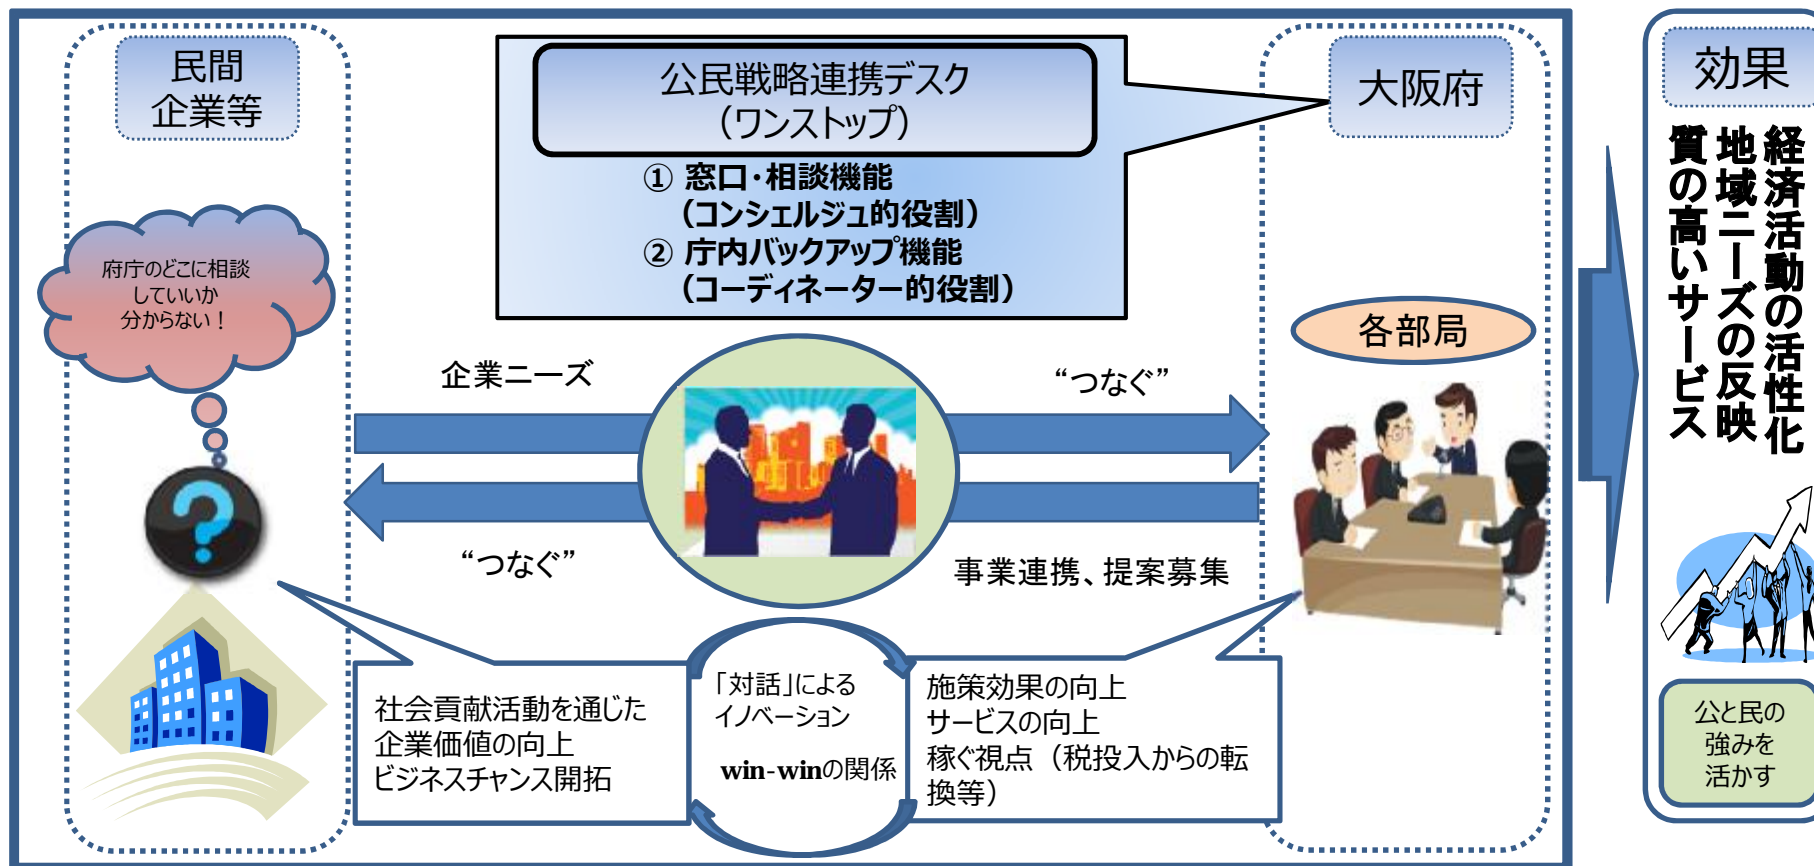 民間
企業等
府庁のどこに相談
していいか
分からない！
公民戦略連携デスク
（ワンストップ）
① 窓口・相談機能
（コンシェルジュ的役割）
② 庁内バックアップ機能
（コーディネーター的役割）
大阪府
各部局
企業ニーズ
“つなぐ”
“つなぐ”
事業連携、提案募集
社会貢献活動を通じた
企業価値の向上
ビジネスチャンス開拓
「対話」による
イノベーション
win-winの関係
施策効果の向上
サービスの向上
稼ぐ視点（税投入からの転
換等）
効果
経済活動の活性化
地域ニーズの反映
質の高いサービス
公と民の
強みを
活かす